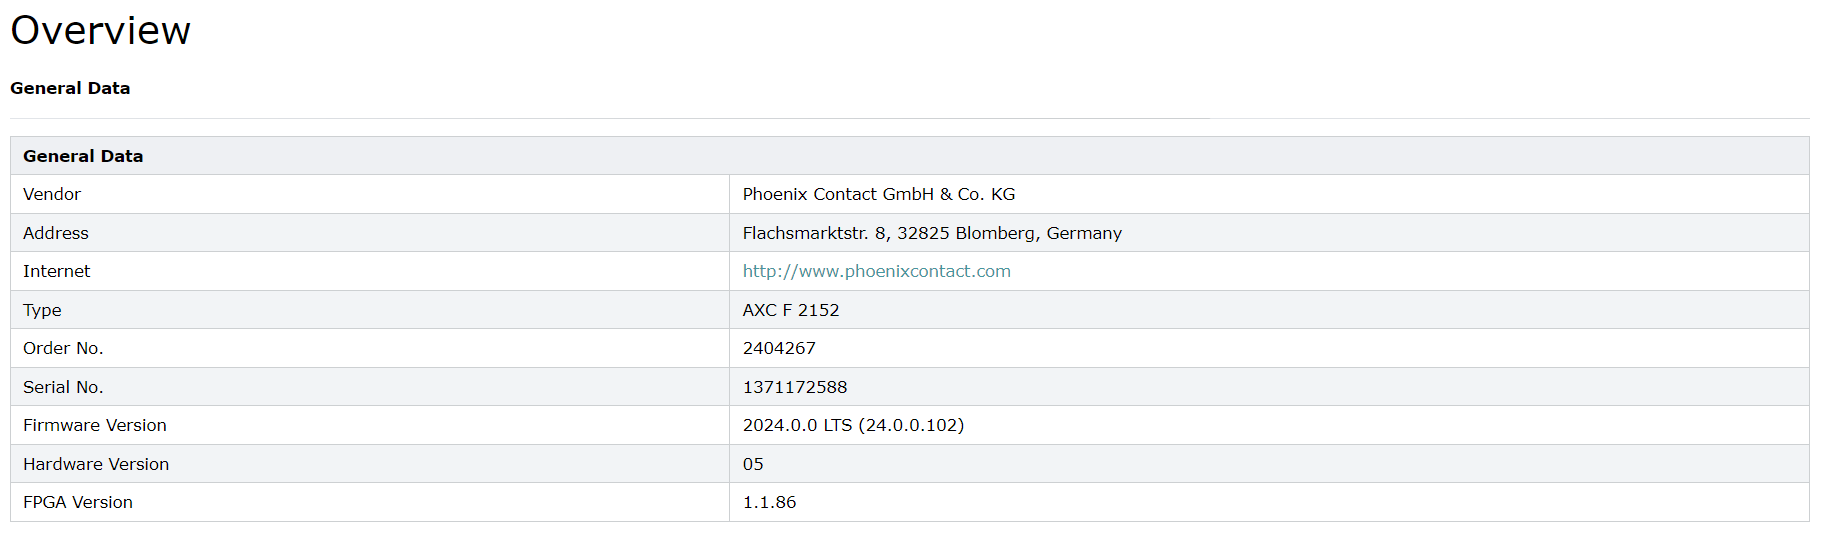 Overview
General Data
General Data
Vendor Phoenix Contact GmbH & Co. KG
Address Flachsmarktstr. 8, 32825 Blomberg, Germany
Internet http://www.phoenixcontact.com
Type AXC F 2152
Order No. 2404267
Serial No. 1371172588
Firmware Version 2024.0.0 LTS (24.0.0.102)
Hardware Version 05
FPGA Version 1.1.86